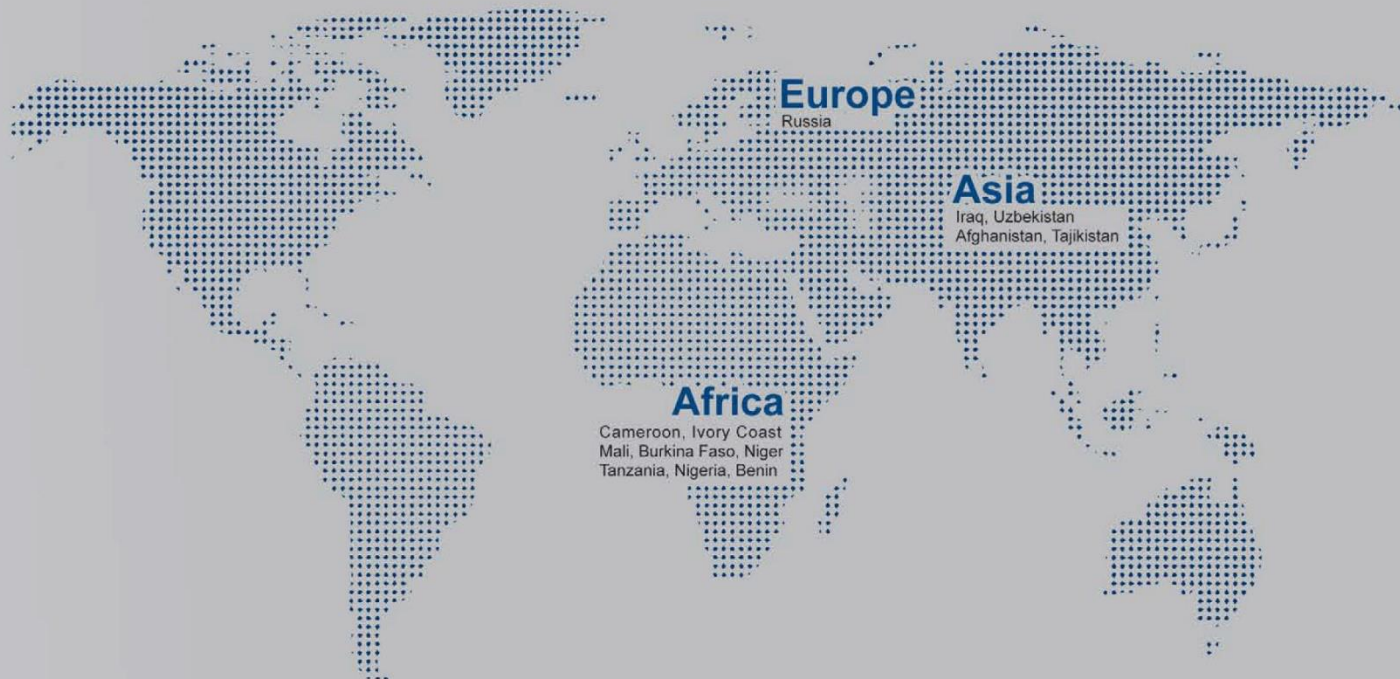 Europe
Russia
Asia
Iraq, Uzbekistan
Afghanistan, Tajikistan
Africa
Cameroon, Ivory Coast
Mali, Burkina Faso, Niger
Tanzania, Nigeria, Benin